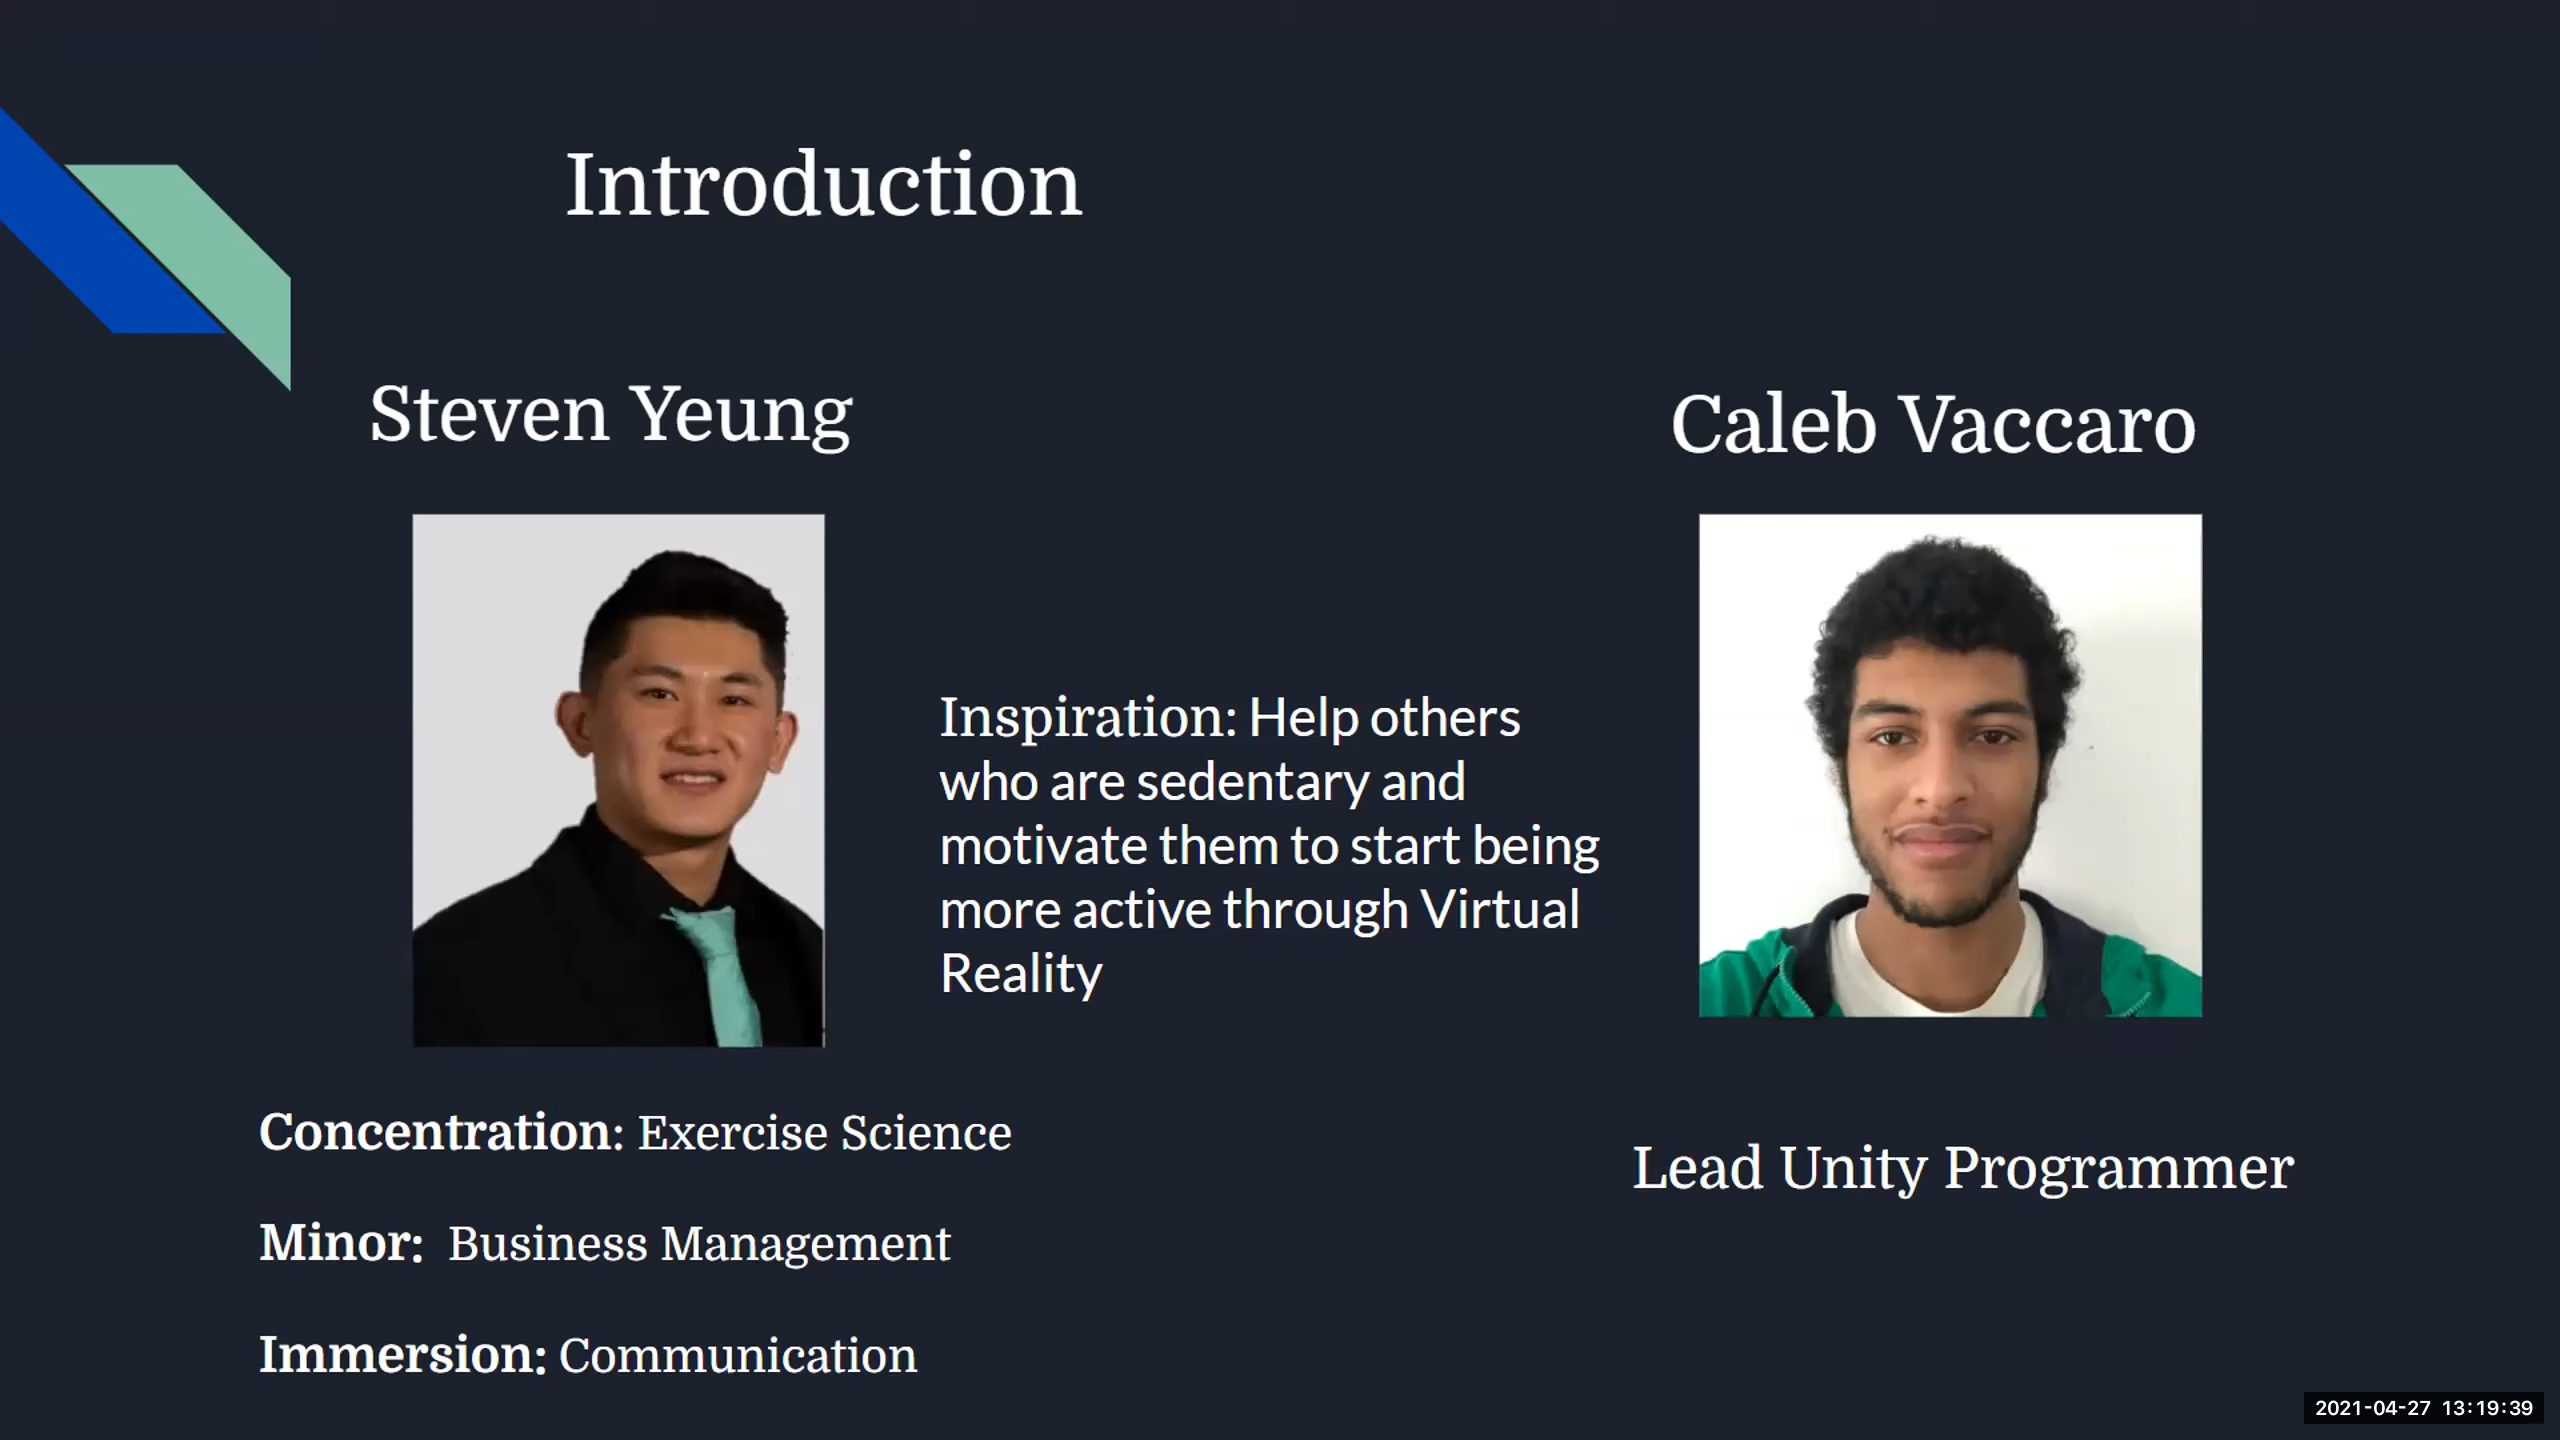 Introduction
Steven Yeung
Caleb Vaccaro
Inspiration: Help others
who are sedentary and
motivate them to start being
more active through Virtual
Reality
Concentration: Exercise Science
Minor: Business Management
Immersion: Communication
Lead Unity Programmer
2021-04-27 13:19:39